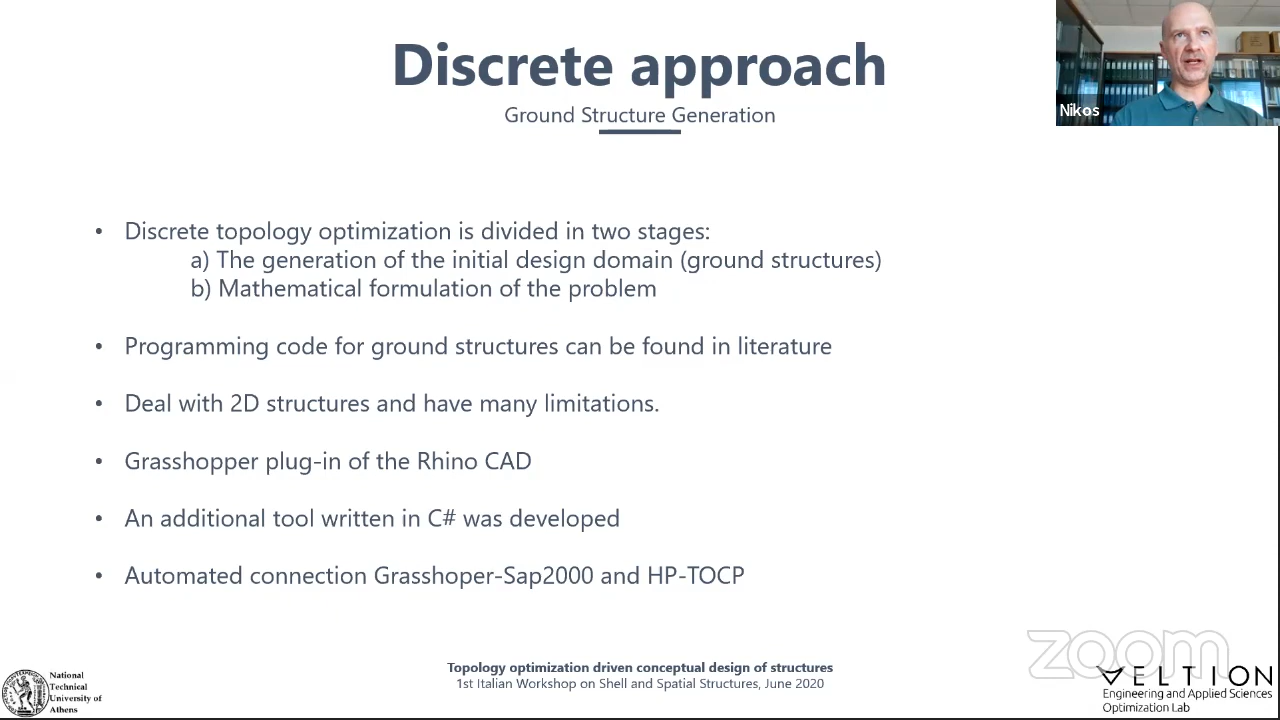 Discrete approach
Ground Structure Generation
Nikos
• Discrete topology optimization is divided in two stages:
a) The generation of the initial design domain (ground structures)
b) Mathematical formulation of the problem
• Programming code for ground structures can be found in literature
• Deal with 2D structures and have many limitations.
• Grasshopper plug-in of the Rhino CAD
• An additional tool written in C# was developed
• Automated connection Grasshoper-Sap2000 and HP-TOCP
National
Technical
University of
Athens
Topology optimization driven conceptual design of structures
1st Italian Workshop on Shell and Spatial Structures, June 2020
zoom
VELTION
Engineering and Applied Sciences
Optimization Lab